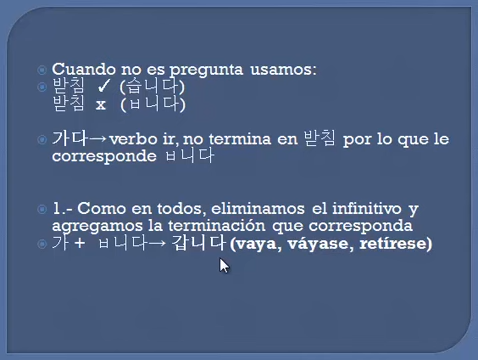 Cuando no es pregunta usamos:
받침 ✓ (습니다)
받침 x (ㅂ니다)
가다→verbo ir, no termina en 받침 por lo que le
corresponde ㅂ니다
1.- Como en todos, eliminamos el infinitivo y
agregamos la terminación que corresponda
가 + ㅂ니다→ 갑니다 (vaya, váyase, retírese)